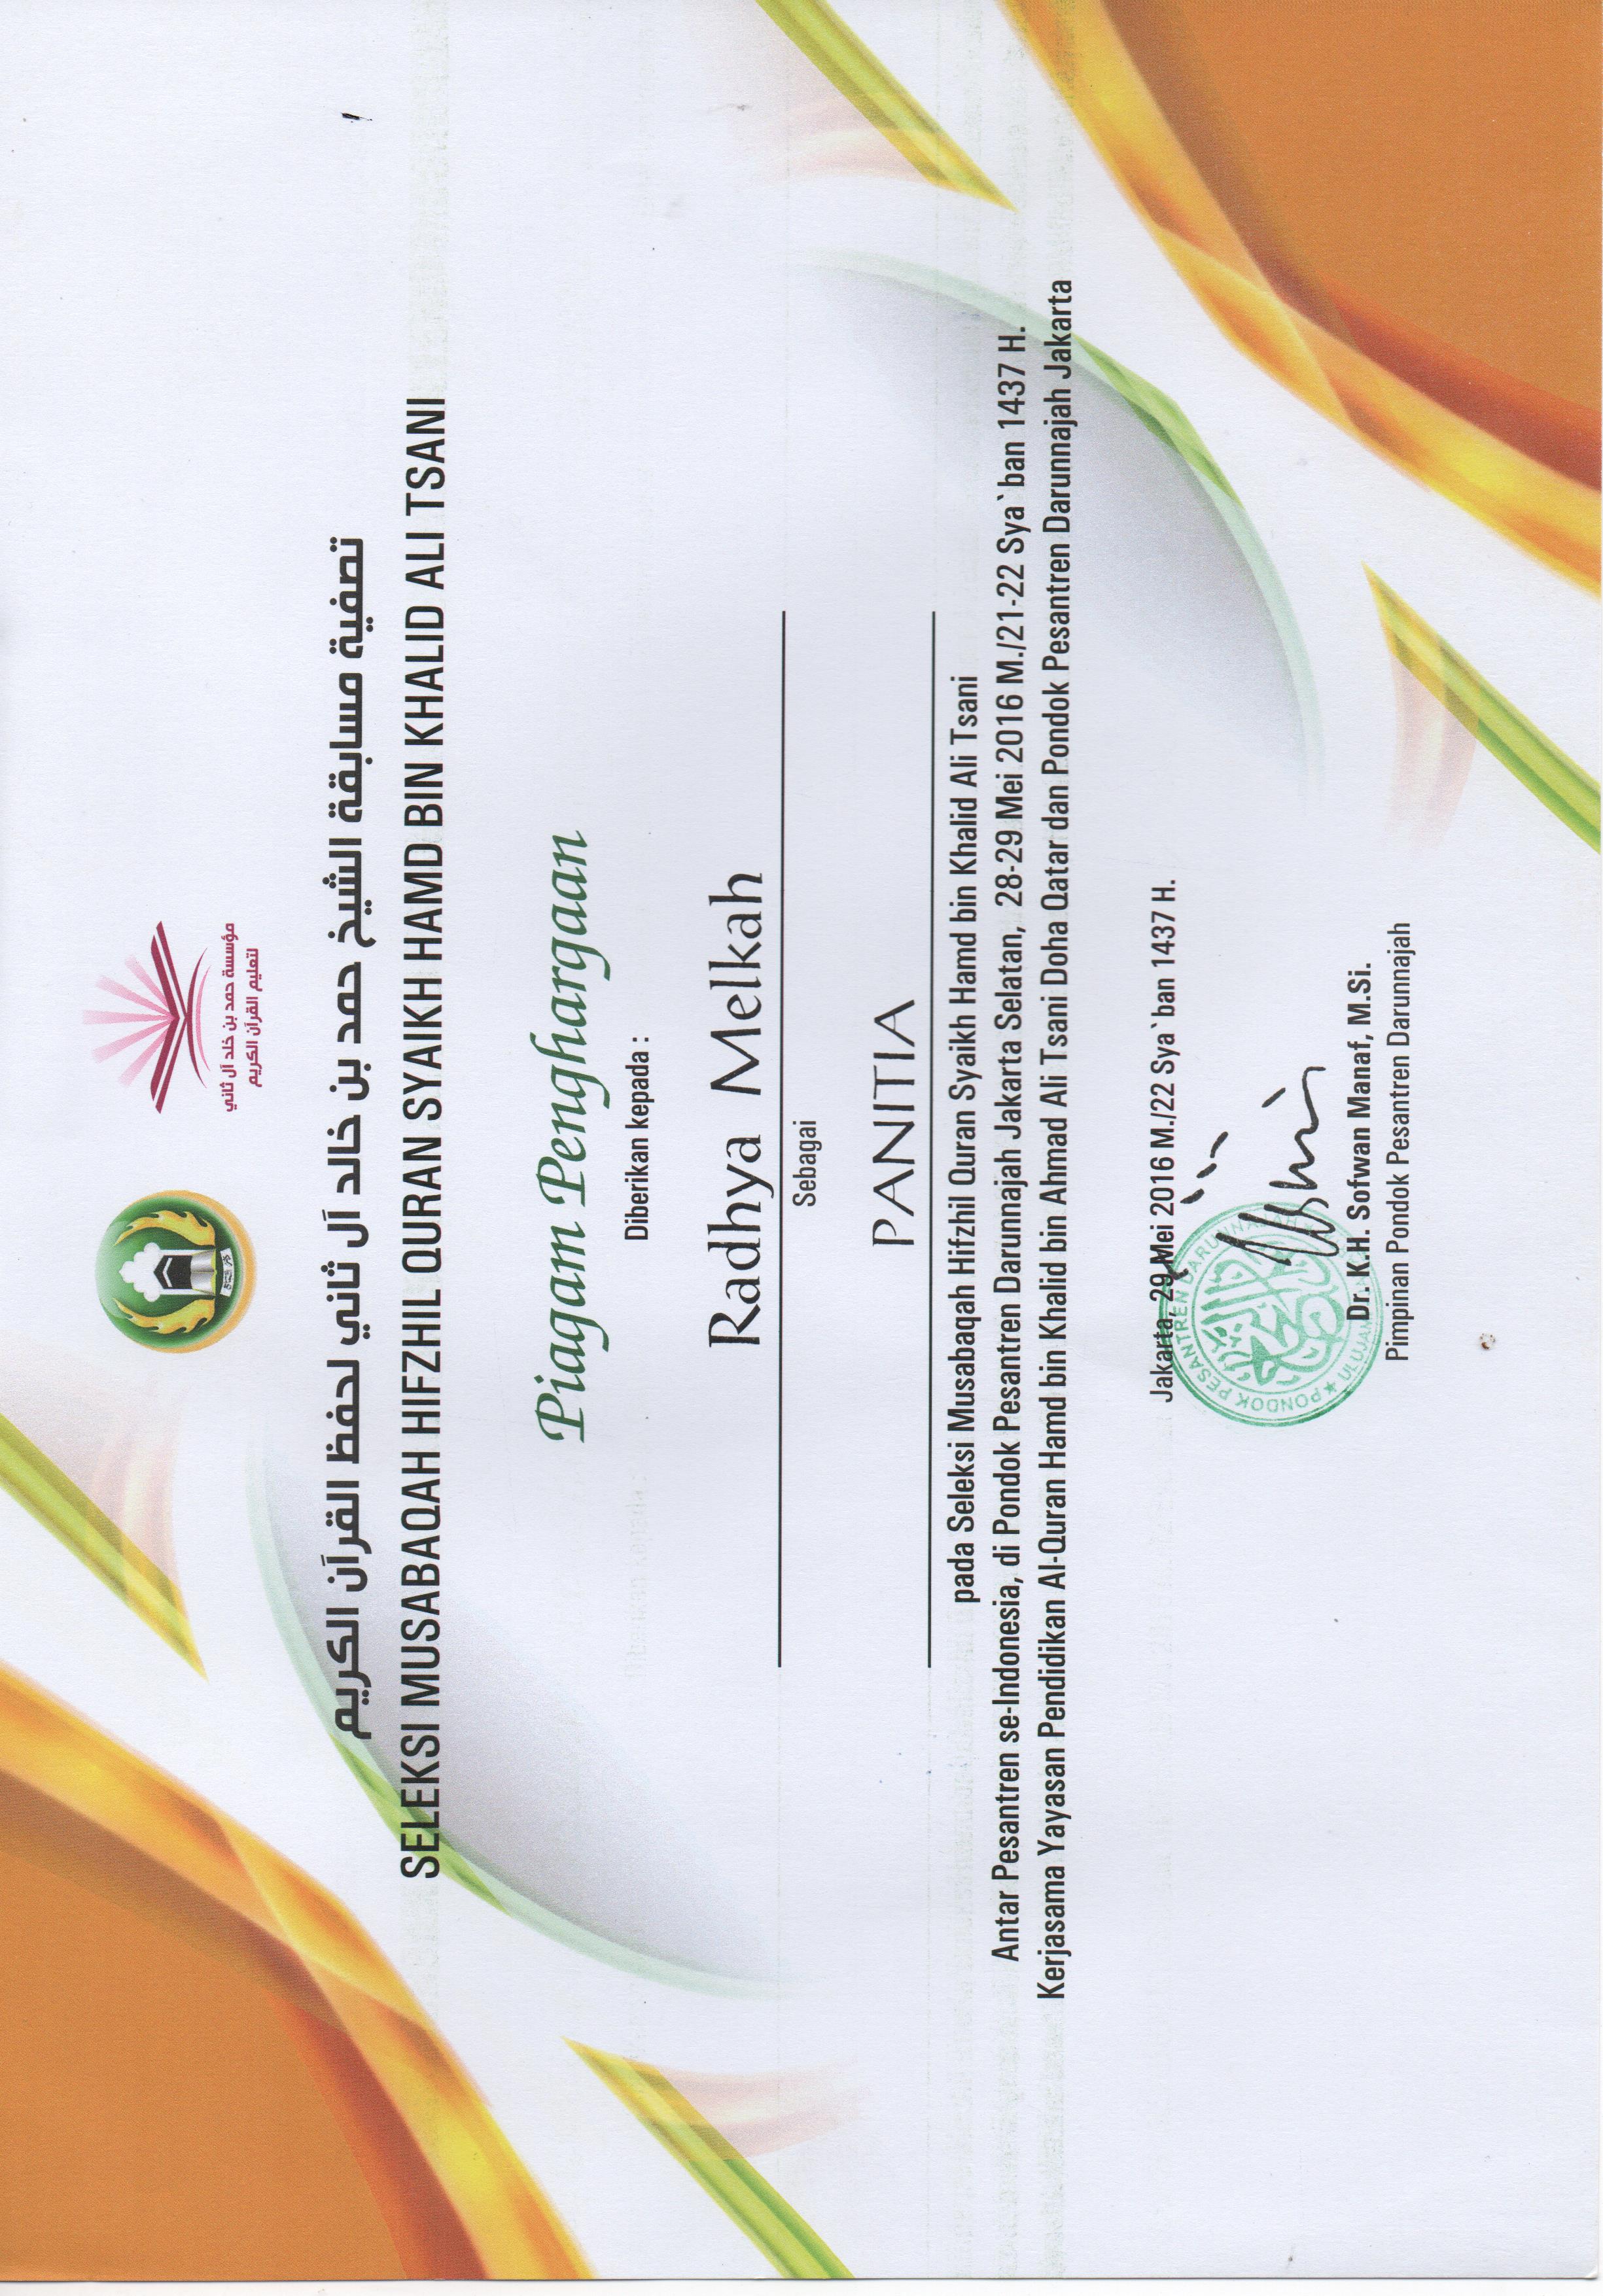 مؤسسة حمد بن خلد آل ثاني
لتعليم القرآن الكريم
تصفية مسابقة الشيخ حمد بن خالد آل ثاني لحفظ القرآن الكريم
SELEKSI MUSABAQAH HIFZHIL QURAN SYAIKH HAMD BIN KHALID ALI TSANI
Piagam Penghargaan
Diberikan kepada :
Radhya Melkah
Sebagai
PANITIA
pada Seleksi Musabaqah Hifzhil Quran Syaikh Hamd bin Khalid Ali Tsani
Antar Pesantren se-Indonesia, di Pondok Pesantren Darunnajah Jakarta Selatan, 28-29 Mei 2016 M./21-22 Sya`ban 1437 H.
Kerjasama Yayasan Pendidikan Al-Quran Hamd bin Khalid bin Ahmad Ali Tsani Doha Qatar dan Pondok Pesantren Darunnajah Jakarta
Jakarta, 29 Mei 2016 M./22 Sya`ban 1437 H.
PONDOK PESANTREN DARUNNAJAH
ULUJAMI
Dr. K.H. Sofwan Manaf, M.Si.
Pimpinan Pondok Pesantren Darunnajah